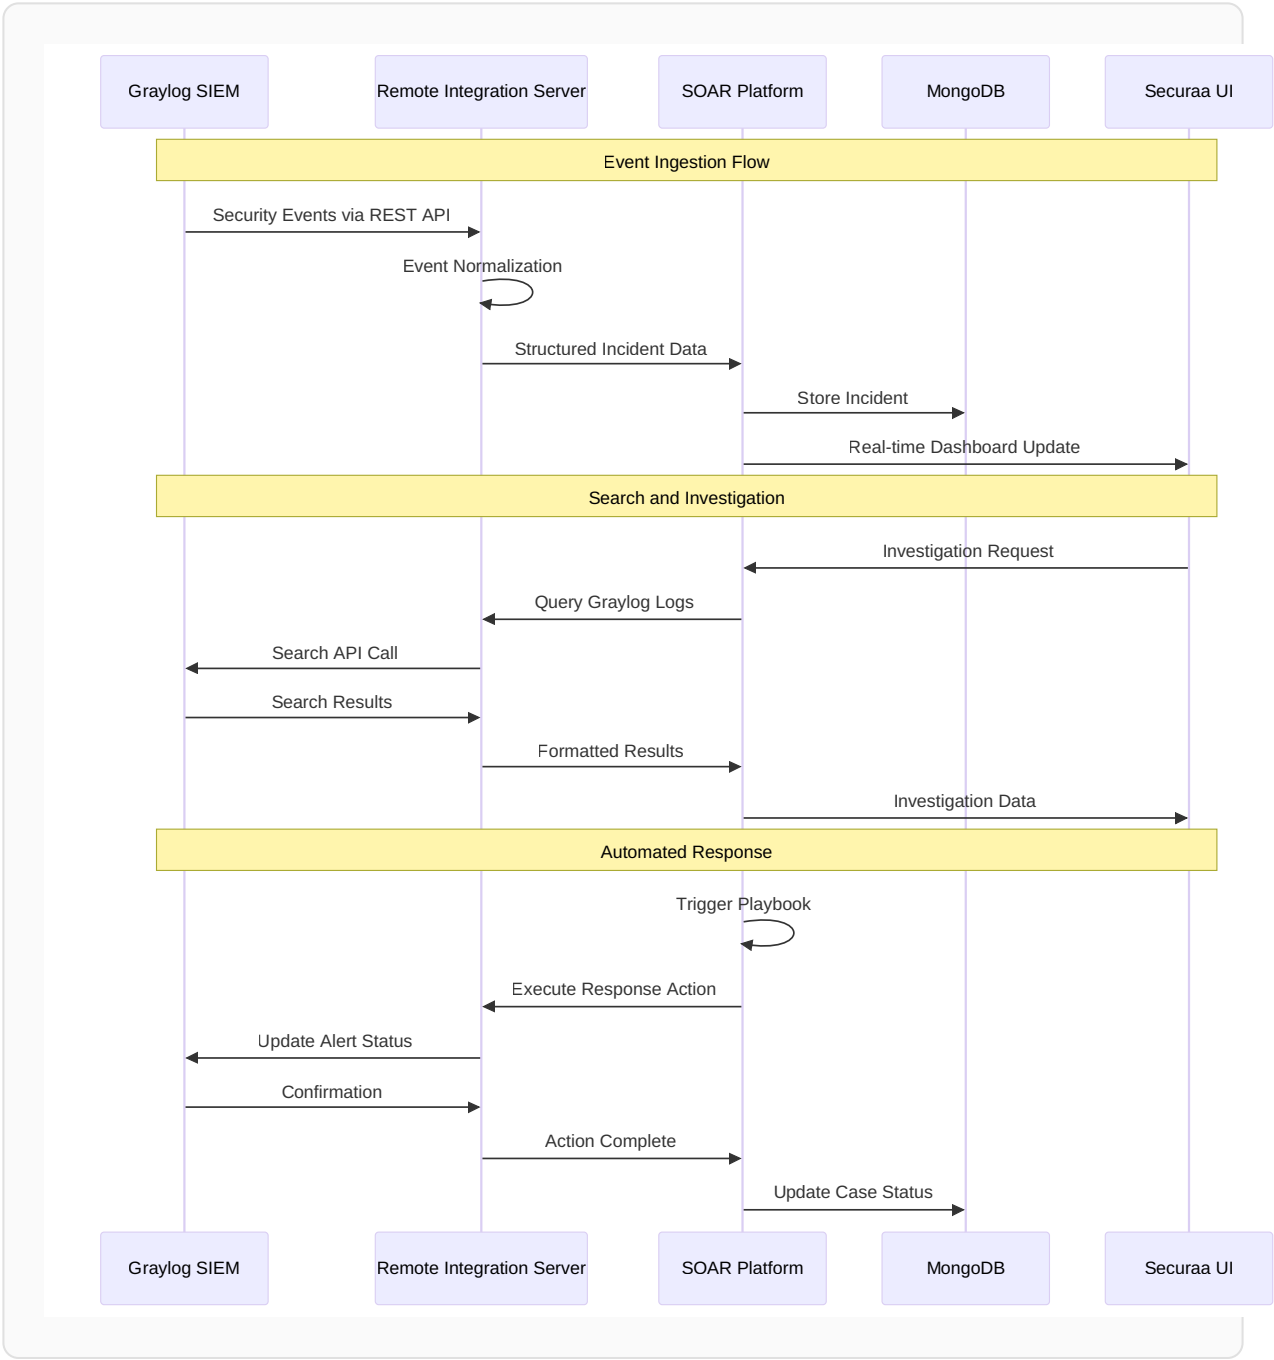 Graylog SIEM
Remote Integration Server
SOAR Platform
MongoDB
Securaa UI
Event Ingestion Flow
Security Events via REST API
Event Normalization
Structured Incident Data
Store Incident
Real-time Dashboard Update
Search and Investigation
Investigation Request
Query Graylog Logs
Search API Call
Search Results
Formatted Results
Investigation Data
Automated Response
Trigger Playbook
Execute Response Action
Update Alert Status
Confirmation
Action Complete
Update Case Status
Graylog SIEM
Remote Integration Server
SOAR Platform
MongoDB
Securaa UI